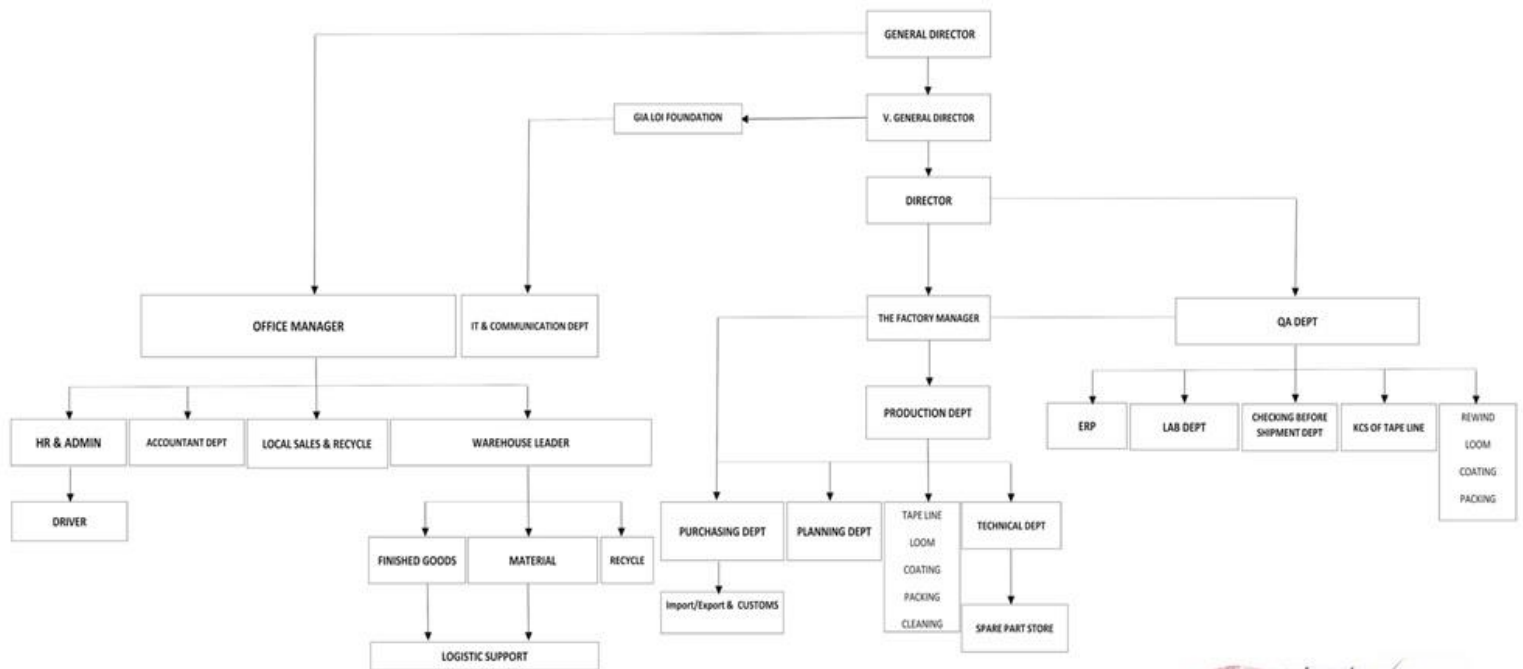 GENERAL DIRECTOR
GIA LOI FOUNDATION
V. GENERAL DIRECTOR
DIRECTOR
OFFICE MANAGER
IT & COMMUNICATION DEPT
THE FACTORY MANAGER
QA DEPT
PRODUCTION DEPT
HR & ADMIN
ACCOUNTANT DEPT
LOCAL SALES & RECYCLE
WAREHOUSE LEADER
ERP
LAB DEPT
CHECKING BEFORE
SHIPMENT DEPT
KCS OF TAPE LINE
REWIND
LOOM
COATING
PACKING
DRIVER
FINISHED GOODS
MATERIAL
RECYCLE
PURCHASING DEPT
PLANNING DEPT
TAPE LINE
LOOM
COATING
PACKING
CLEANING
TECHNICAL DEPT
Import/Export & CUSTOMS
SPARE PART STORE
LOGISTIC SUPPORT